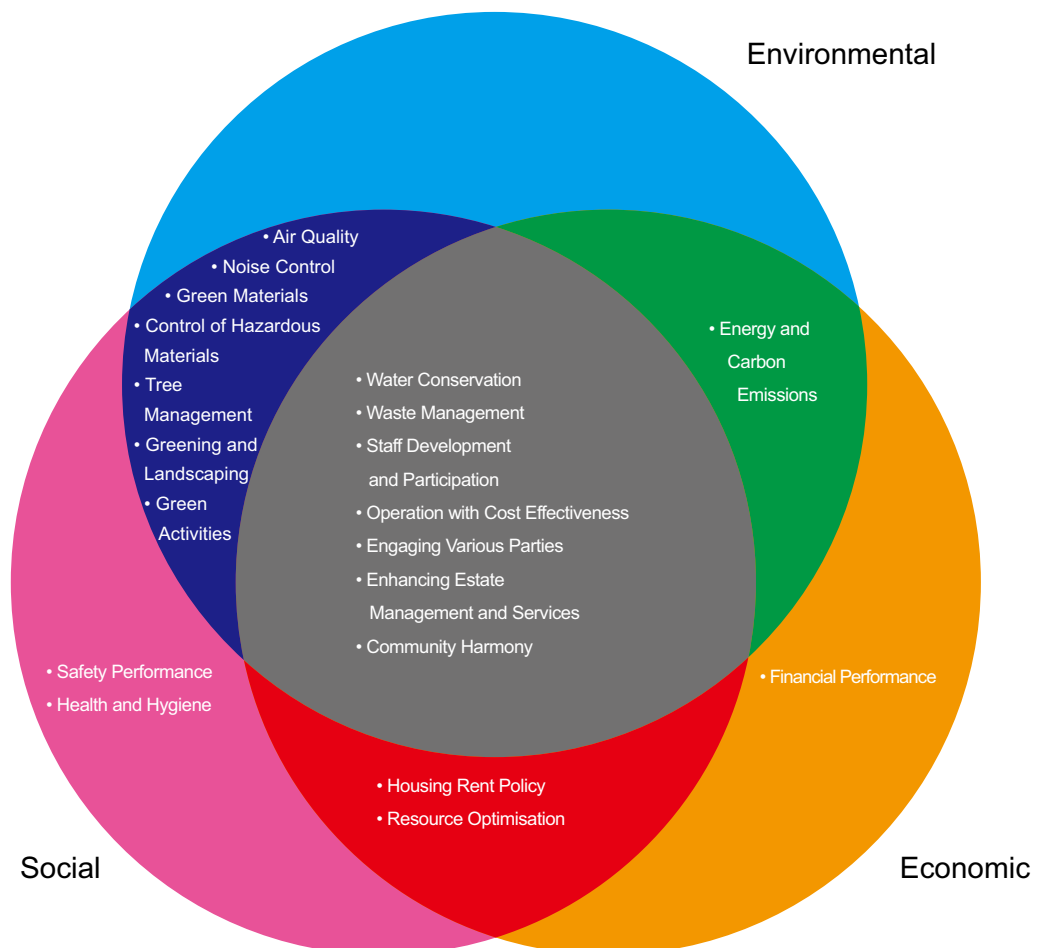 Environmental
• Air Quality
• Noise Control
• Green Materials
• Control of Hazardous
Materials
• Tree
Management
• Greening and
Landscaping
• Green
Activities
• Energy and
Carbon
Emissions
• Water Conservation
• Waste Management
• Staff Development
and Participation
• Operation with Cost Effectiveness
• Engaging Various Parties
• Enhancing Estate
Management and Services
• Community Harmony
• Safety Performance
• Health and Hygiene
• Financial Performance
• Housing Rent Policy
• Resource Optimisation
Social
Economic